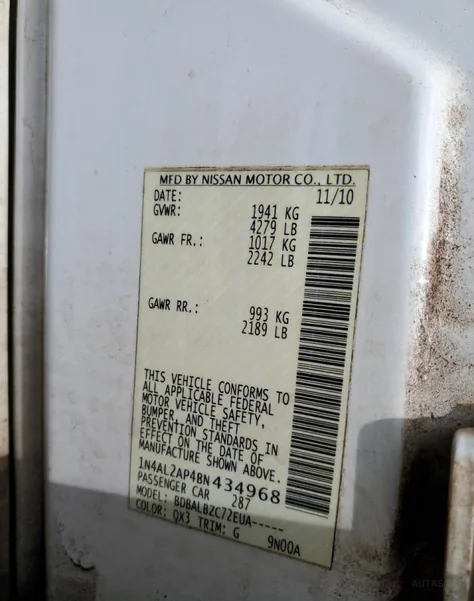 MFD BY NISSAN MOTOR CO., LTD.
DATE: 11/10
GVWR: 1941 KG
4279 LB
GAWR FR.: 1017 KG
2242 LB
GAWR RR.: 993 KG
2189 LB
THIS VEHICLE CONFORMS TO
ALL APPLICABLE FEDERAL
MOTOR VEHICLE SAFETY,
BUMPER, AND THEFT
PREVENTION STANDARDS IN
EFFECT ON THE DATE OF
MANUFACTURE SHOWN ABOVE.
1N4AL2AP4BN434968
PASSENGER CAR 287
MODEL: BDBALBZC72EUA-----
COLOR: QX3 TRIM: G 9N00A